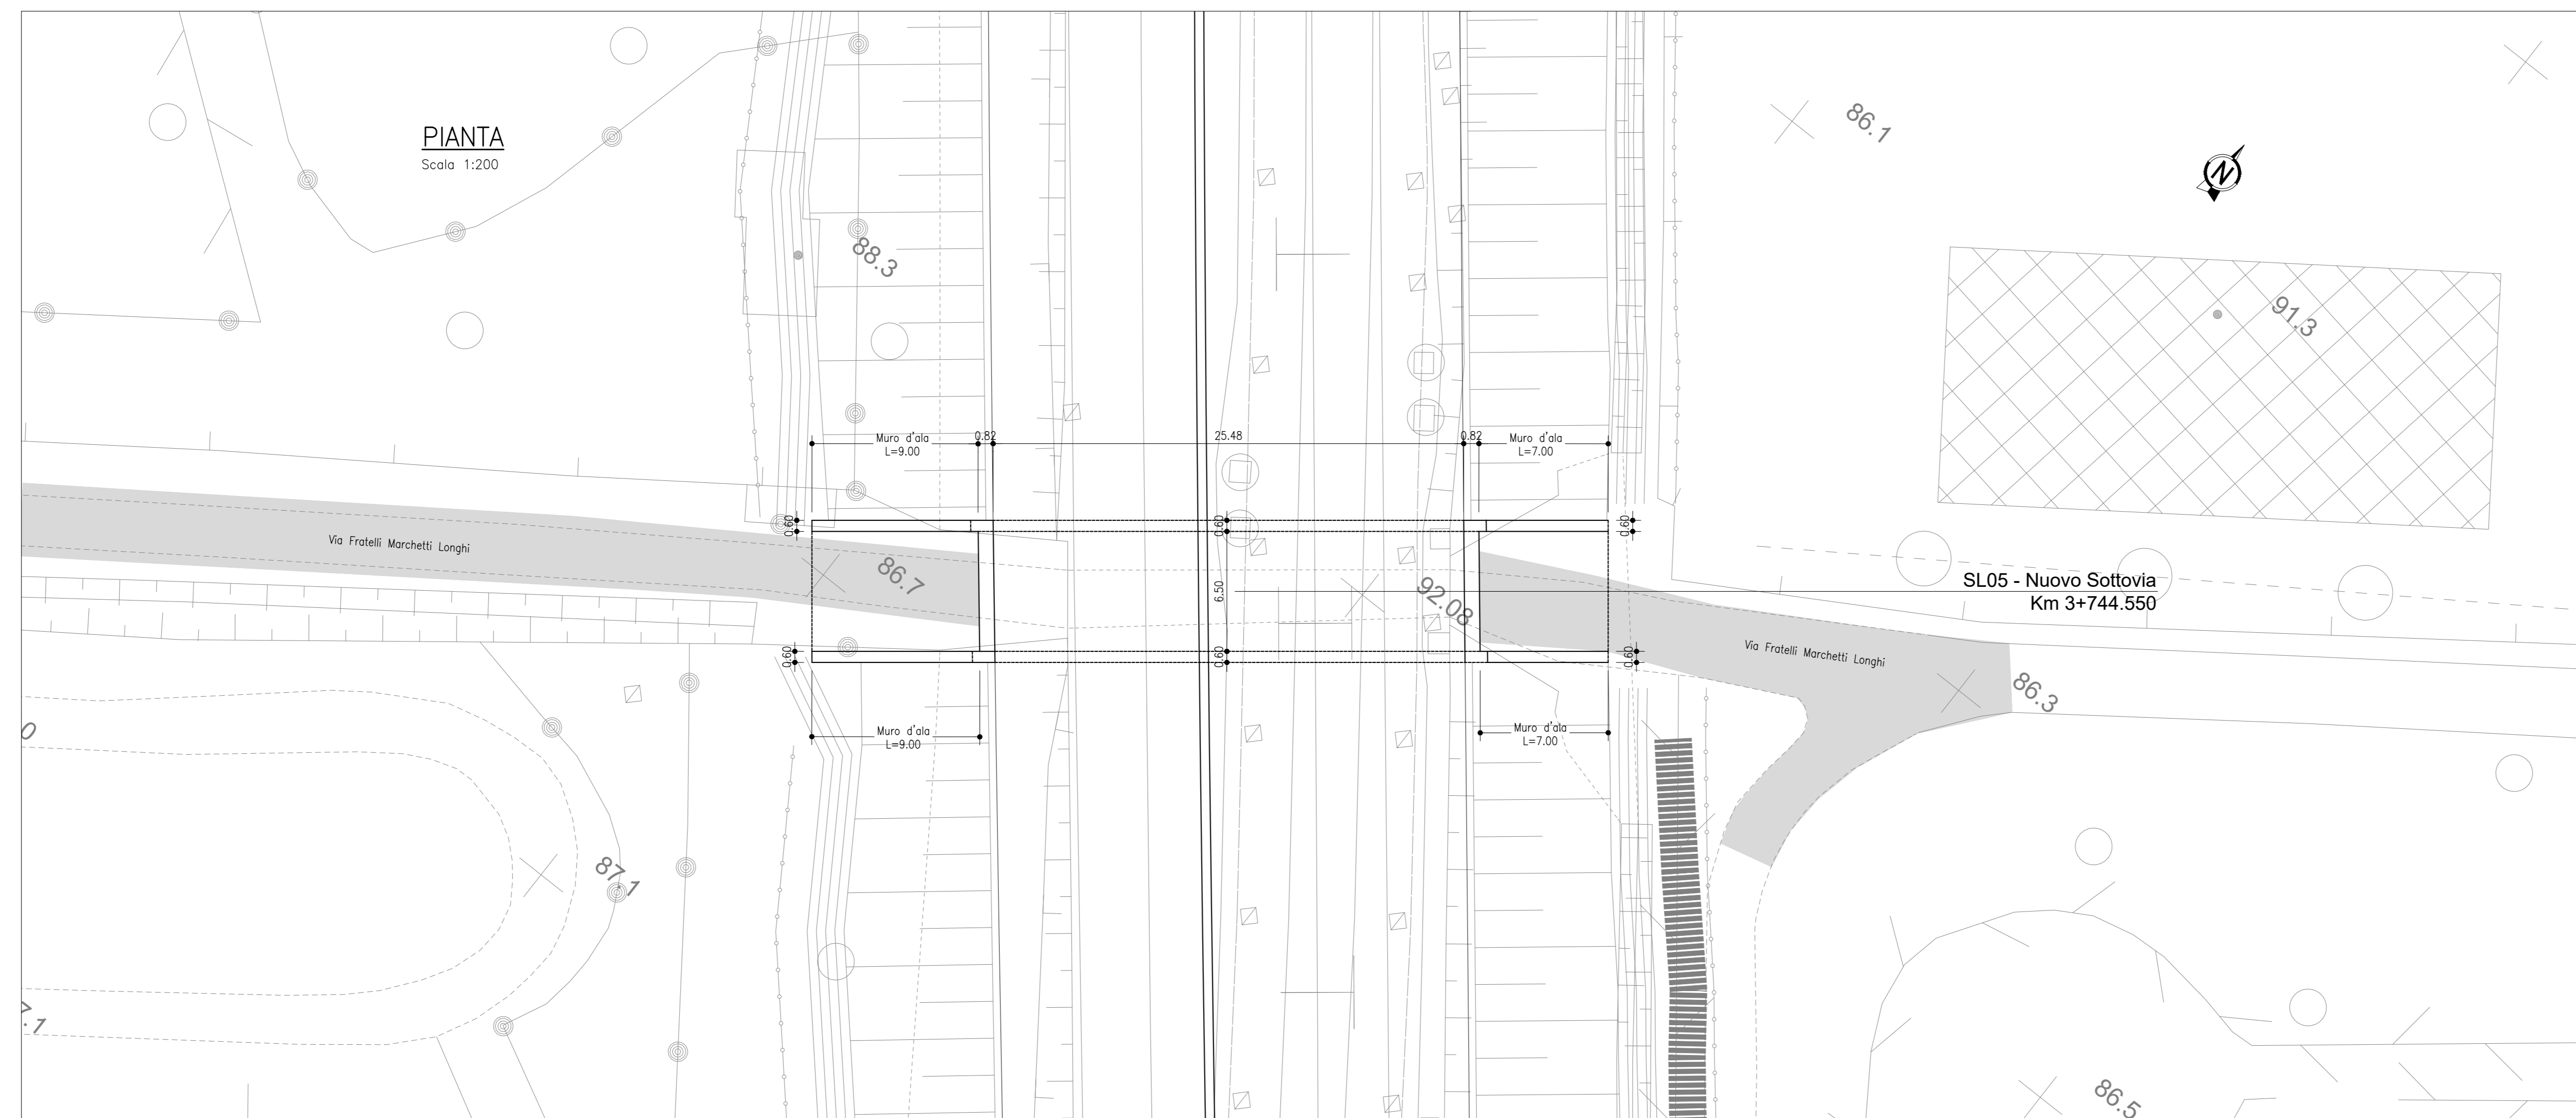 PIANTA
Scala 1:200
86.1
N
88.3
91.3
Muro d'ala
L=9.00
0.82
25.48
0.82
Muro d'ala
L=7.00
0.60
0.60
0.60
Via Fratelli Marchetti Longhi
86.7
6.50
92.08
SL05 - Nuovo Sottovia
Km 3+744.550
0.60
0.60
0.60
Via Fratelli Marchetti Longhi
86.3
Muro d'ala
L=9.00
Muro d'ala
L=7.00
0
87.1
7.1
86.5